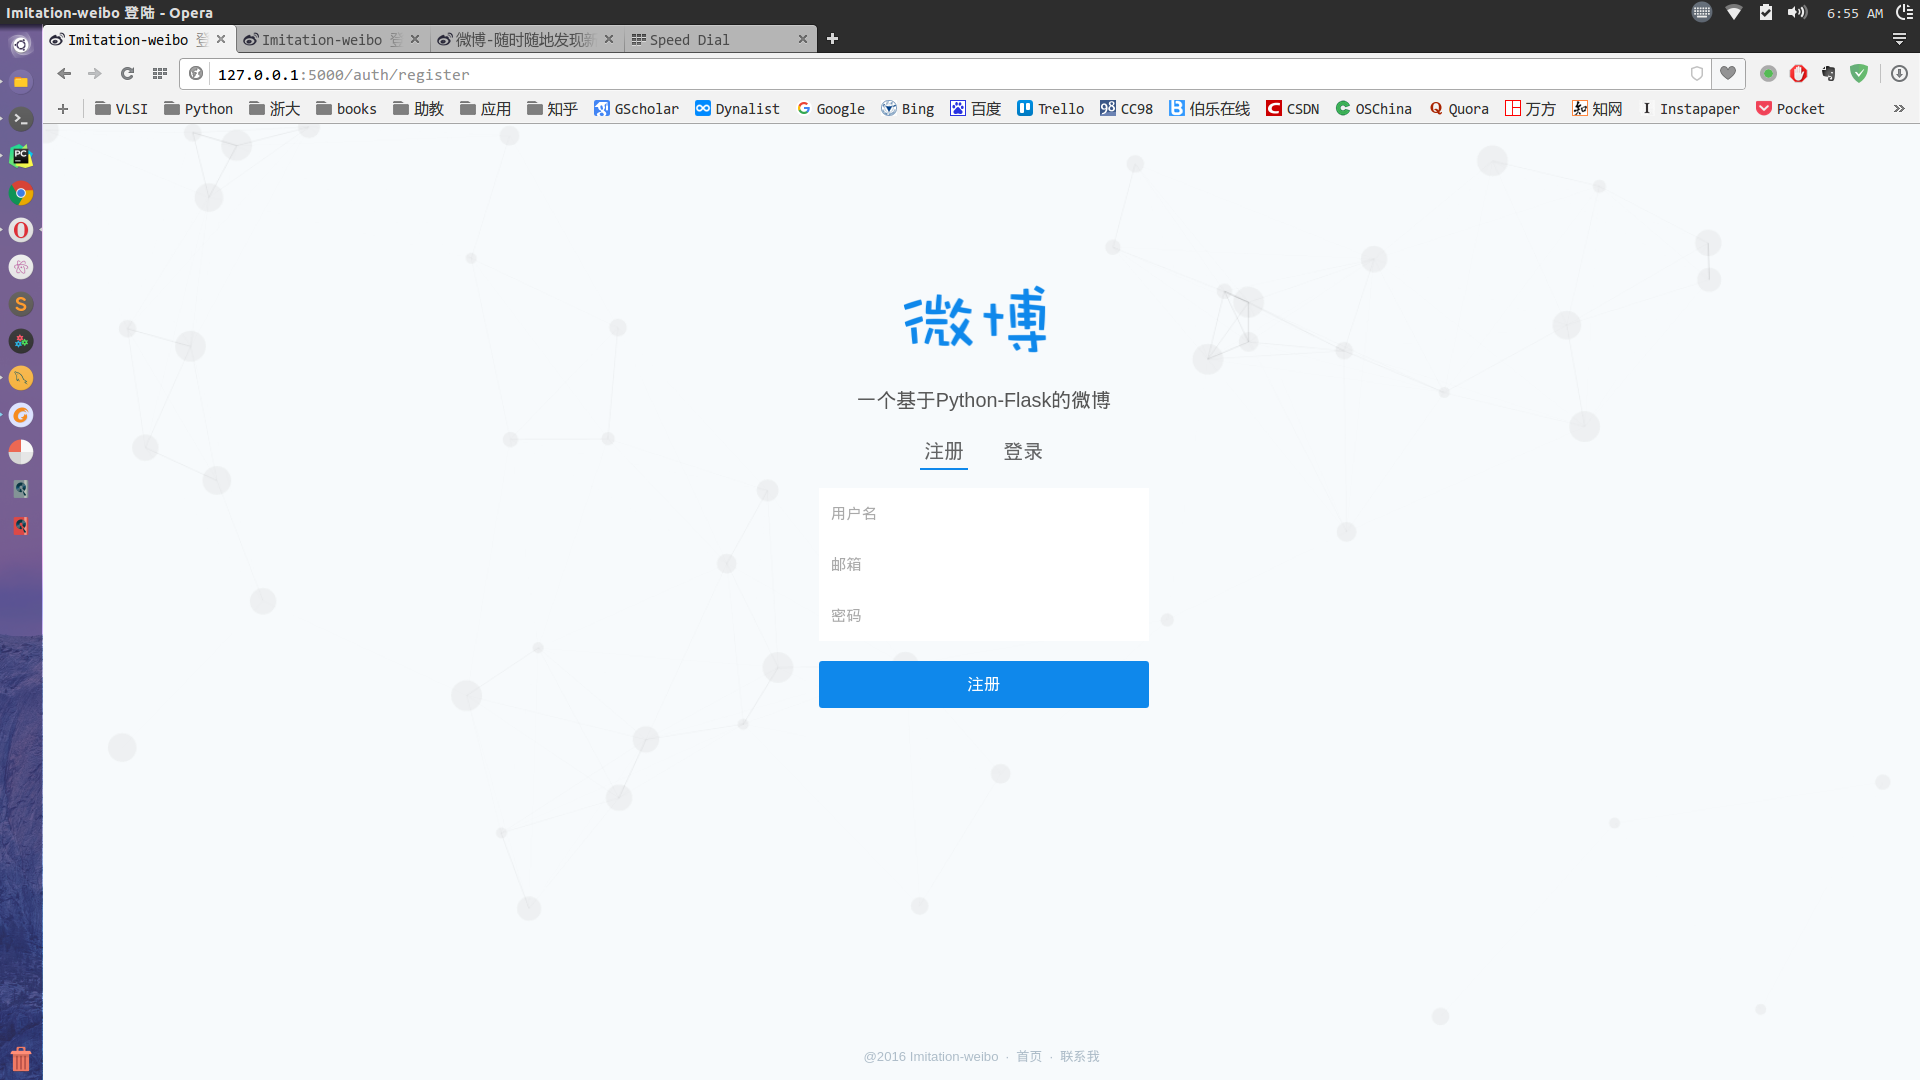 Imitation-weibo 登陆 - Opera
6:55 AM
Imitation-weibo 登
Imitation-weibo 登
微博-随时随地发现新
Speed Dial
127.0.0.1:5000/auth/register
VLSI Python 浙大 books 助教 应用 知乎 GScholar Dynalist Google Bing 百度 Trello CC98 伯乐在线 CSDN OSChina Quora 万方 知网 Instapaper Pocket
微博
一个基于Python-Flask的微博
注册 登录
用户名
邮箱
密码
注册
@2016 Imitation-weibo · 首页 · 联系我